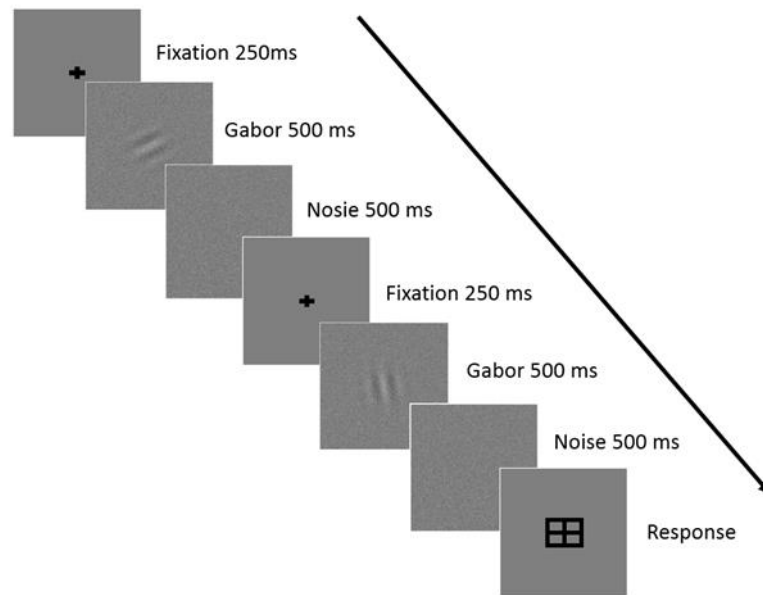 Fixation 250ms
Gabor 500 ms
Nosie 500 ms
Fixation 250 ms
Gabor 500 ms
Noise 500 ms
Response